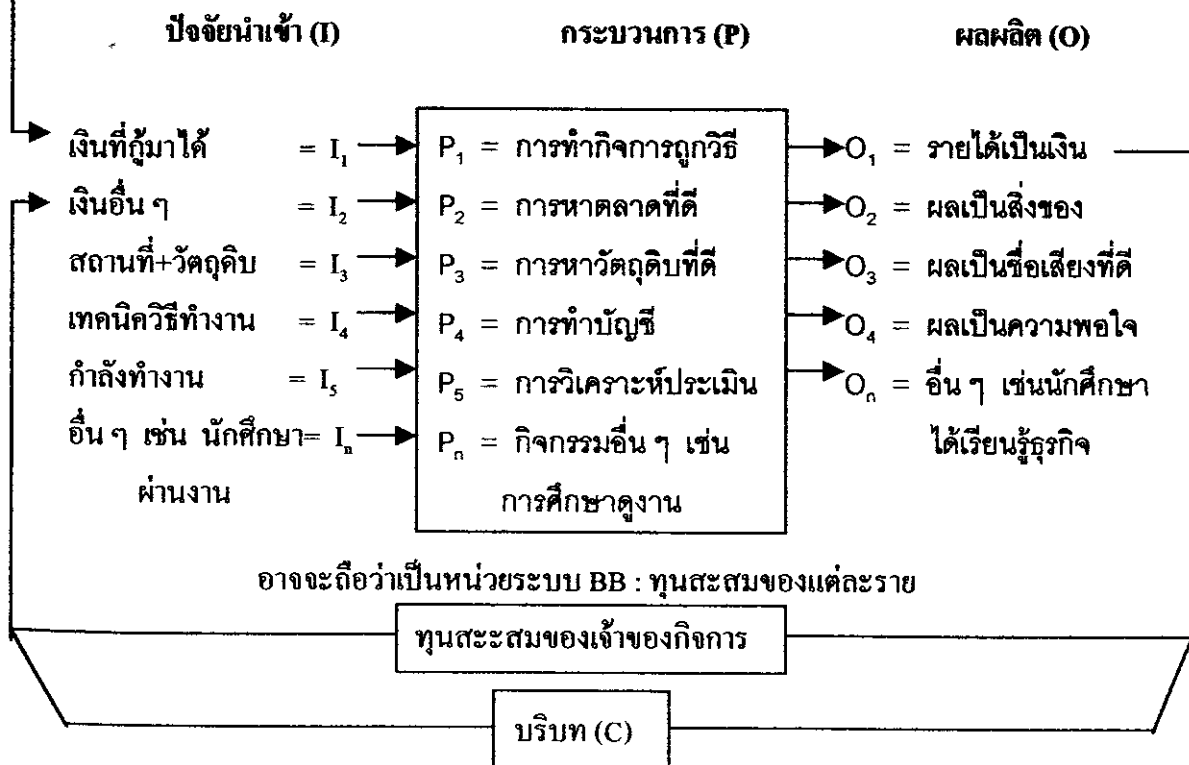 ปัจจัยนำเข้า (I) กระบวนการ (P) ผลผลิต (O)
เงินที่กู้มาได้ = I₁ P₁ = การทำกิจการถูกวิธี O₁ = รายได้เป็นเงิน
เงินอื่น ๆ = I₂ P₂ = การหาตลาดที่ดี O₂ = ผลเป็นสิ่งของ
สถานที่+วัตถุดิบ = I₃ P₃ = การหาวัตถุดิบที่ดี O₃ = ผลเป็นชื่อเสียงที่ดี
เทคนิควิธีทำงาน = I₄ P₄ = การทำบัญชี O₄ = ผลเป็นความพอใจ
กำลังทำงาน = I₅ P₅ = การวิเคราะห์ประเมิน Oₙ = อื่น ๆ เช่นนักศึกษา
อื่น ๆ เช่น นักศึกษา= Iₙ Pₙ = กิจกรรมอื่น ๆ เช่น ได้เรียนรู้ธุรกิจ
ผ่านงาน การศึกษาดูงาน
อาจจะถือว่าเป็นหน่วยระบบ BB : ทุนสะสมของแต่ละราย
ทุนสะะสมของเจ้าของกิจการ
บริบท (C)